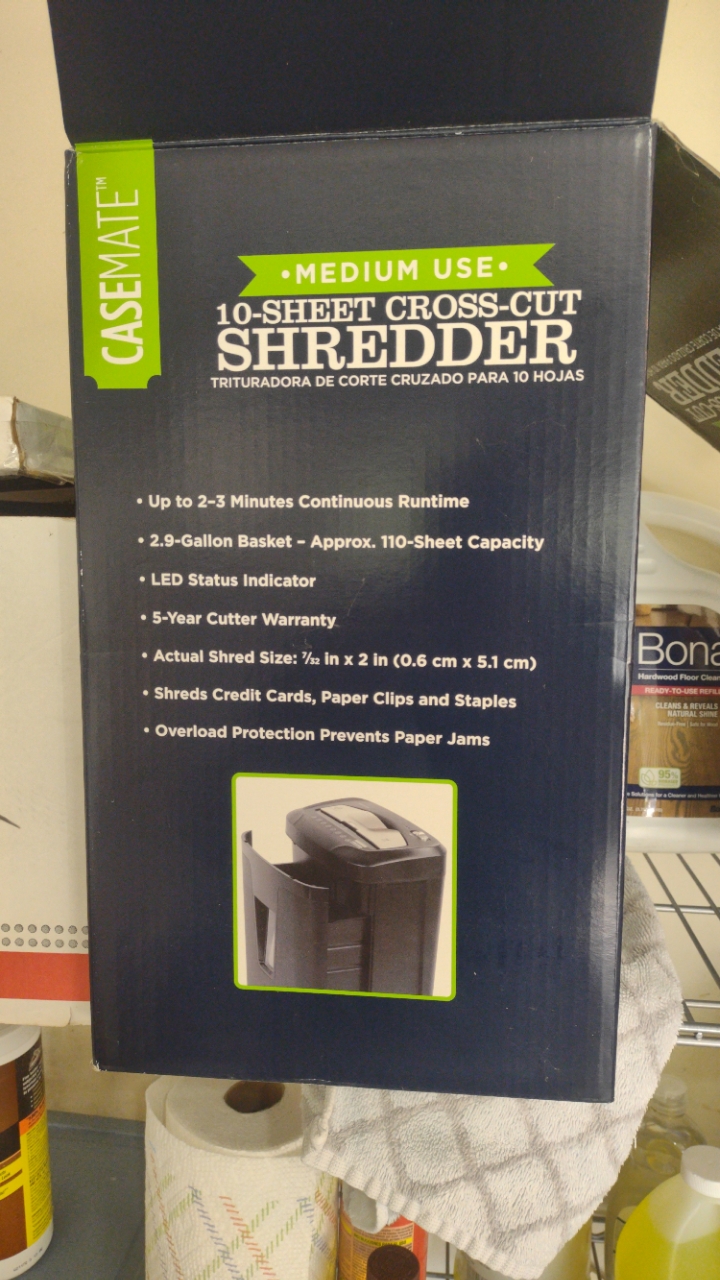 CASEMATE™
•MEDIUM USE•
10-SHEET CROSS-CUT
SHREDDER
TRITURADORA DE CORTE CRUZADO PARA 10 HOJAS
• Up to 2–3 Minutes Continuous Runtime
• 2.9-Gallon Basket – Approx. 110-Sheet Capacity
• LED Status Indicator
• 5-Year Cutter Warranty
• Actual Shred Size: 7/32 in x 2 in (0.6 cm x 5.1 cm)
• Shreds Credit Cards, Paper Clips and Staples
• Overload Protection Prevents Paper Jams
Bona
Hardwood Floor Clean
READY-TO-USE REFILL
CLEANS & REVEALS
NATURAL SHINE
95%